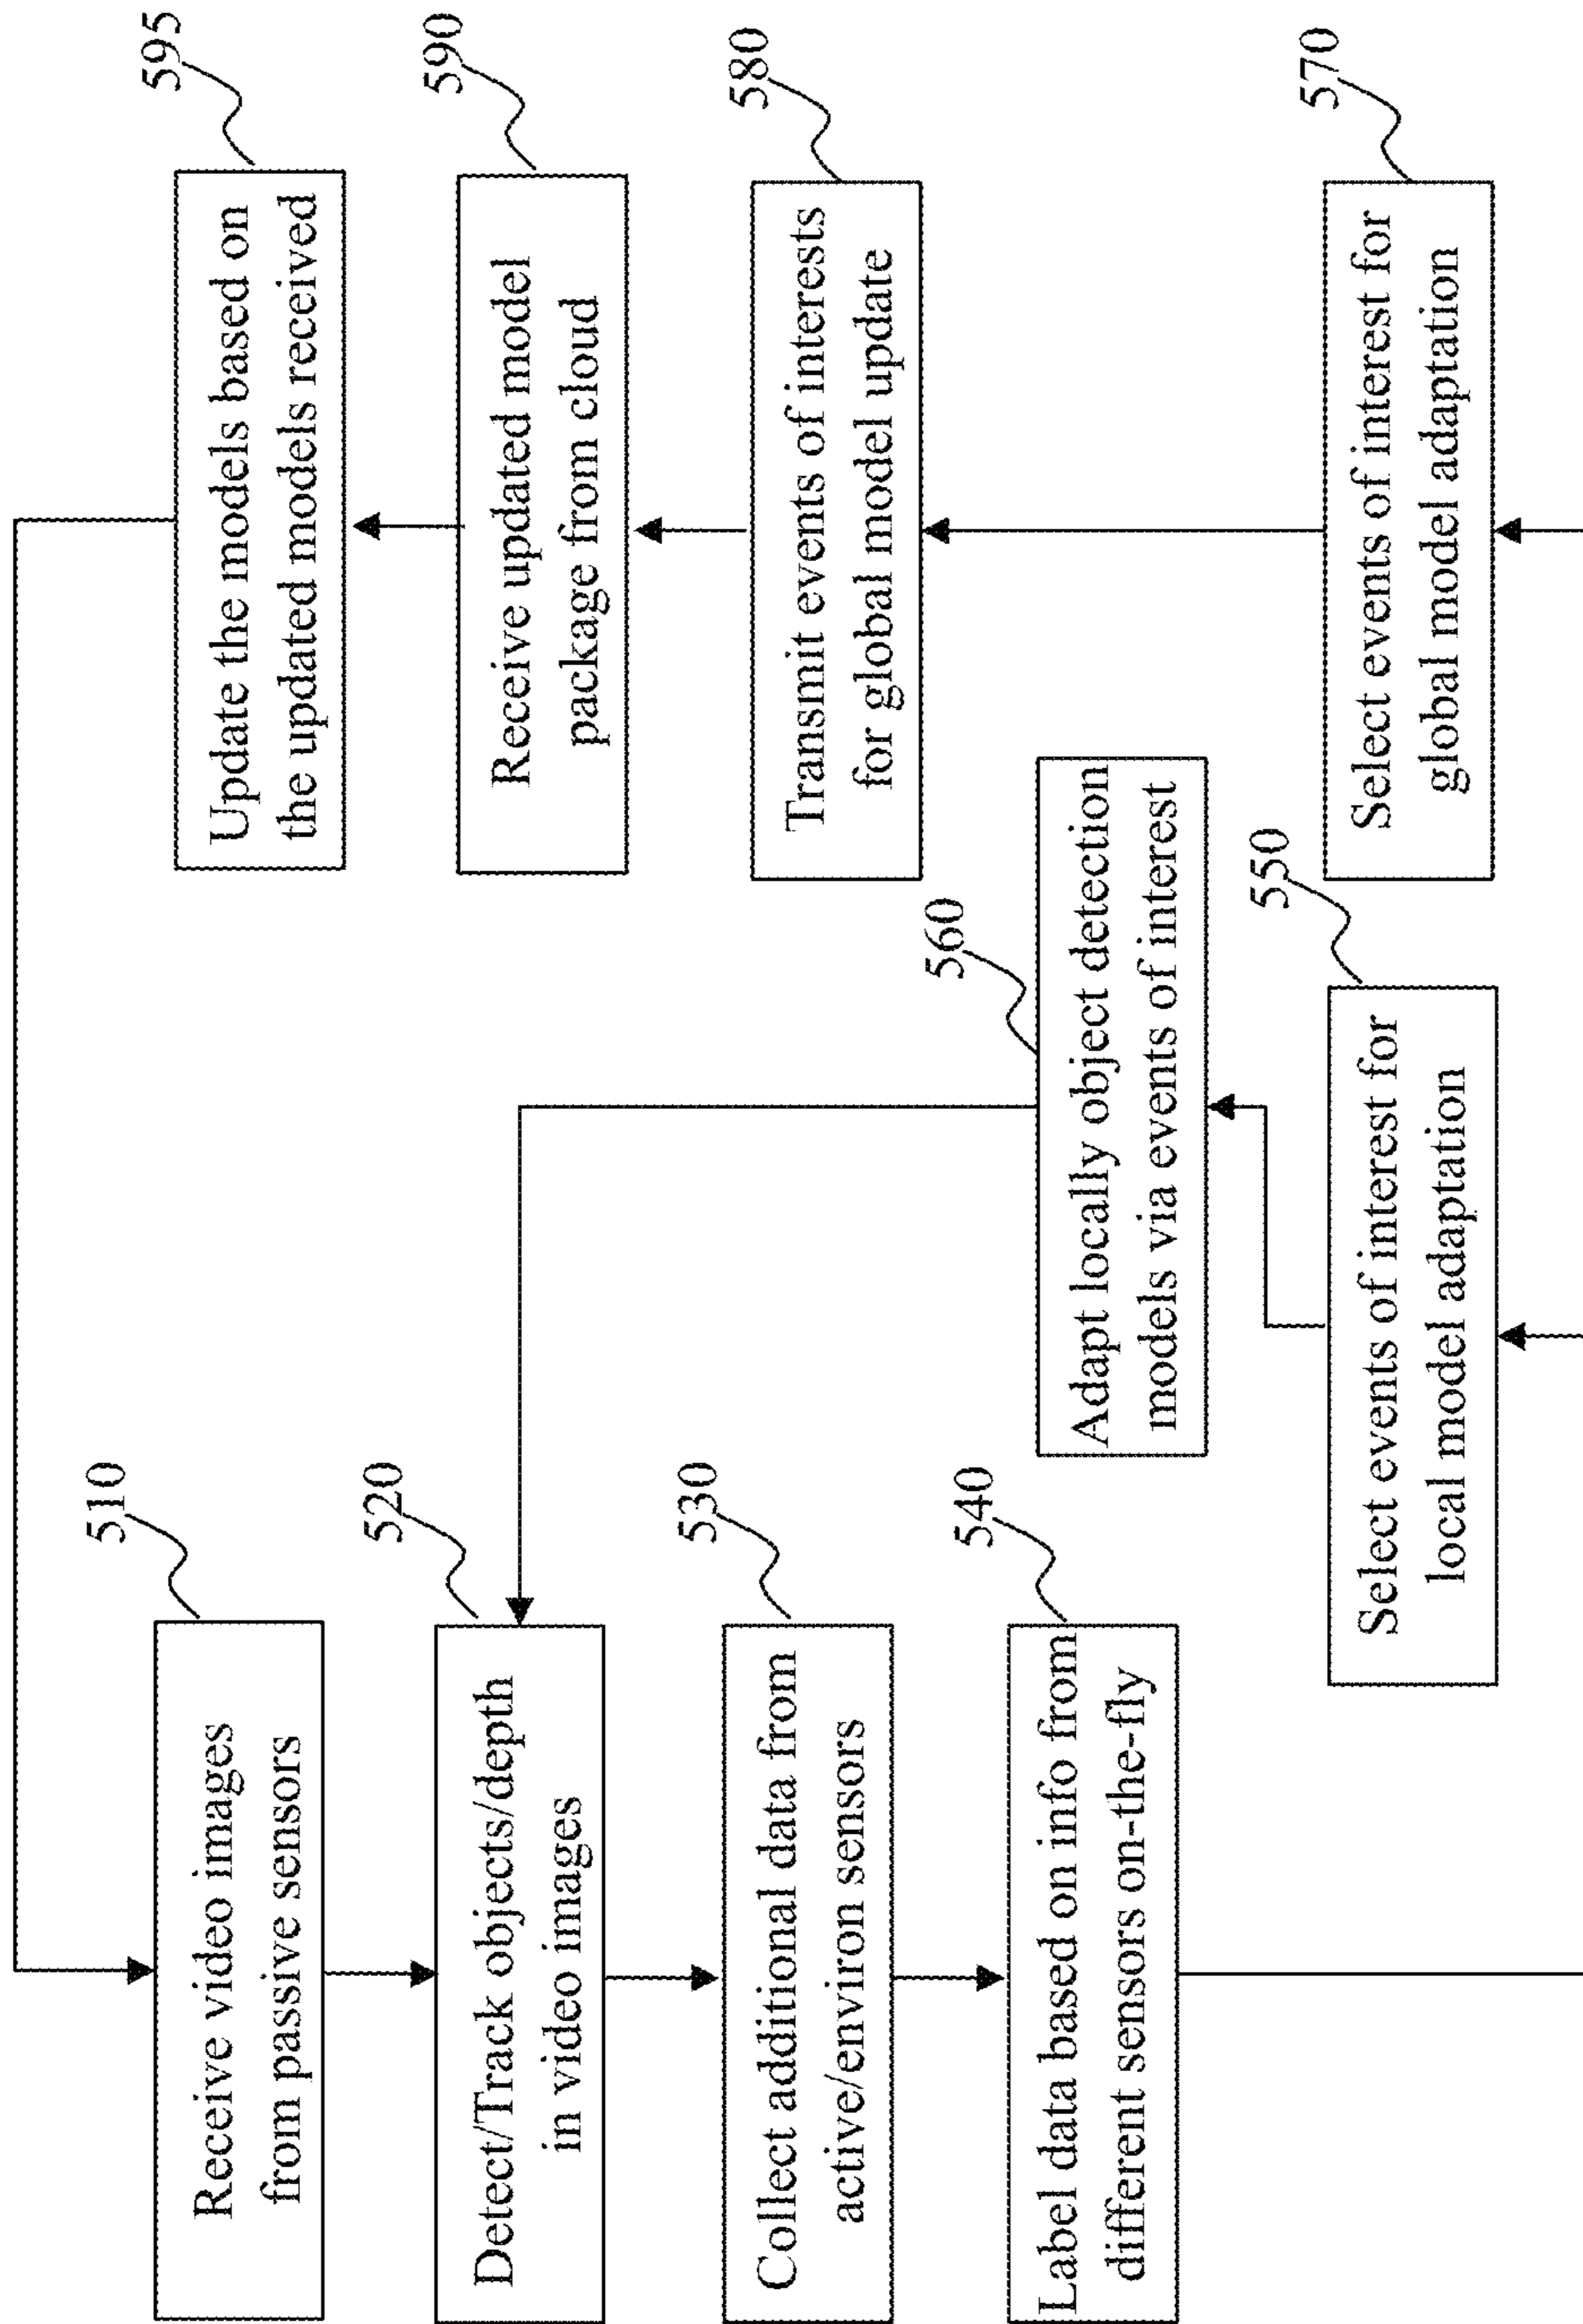 510
Receive video images
from passive sensors
520
Detect/Track objects/depth
in video images
530
Collect additional data from
active/environ sensors
540
Label data based on info from
different sensors on-the-fly
550
Select events of interest for
local model adaptation
560
Adapt locally object detection
models via events of interest
570
Select events of interest for
global model adaptation
580
Transmit events of interests
for global model update
590
Receive updated model
package from cloud
595
Update the models based on
the updated models received